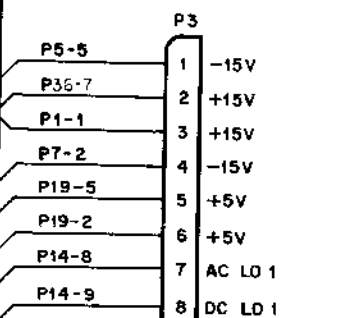 P3
P5-5 1 -15V
P36-7 2 +15V
P1-1 3 +15V
P7-2 4 -15V
P19-5 5 +5V
P19-2 6 +5V
P14-8 7 AC LO 1
P14-9 8 DC LO 1